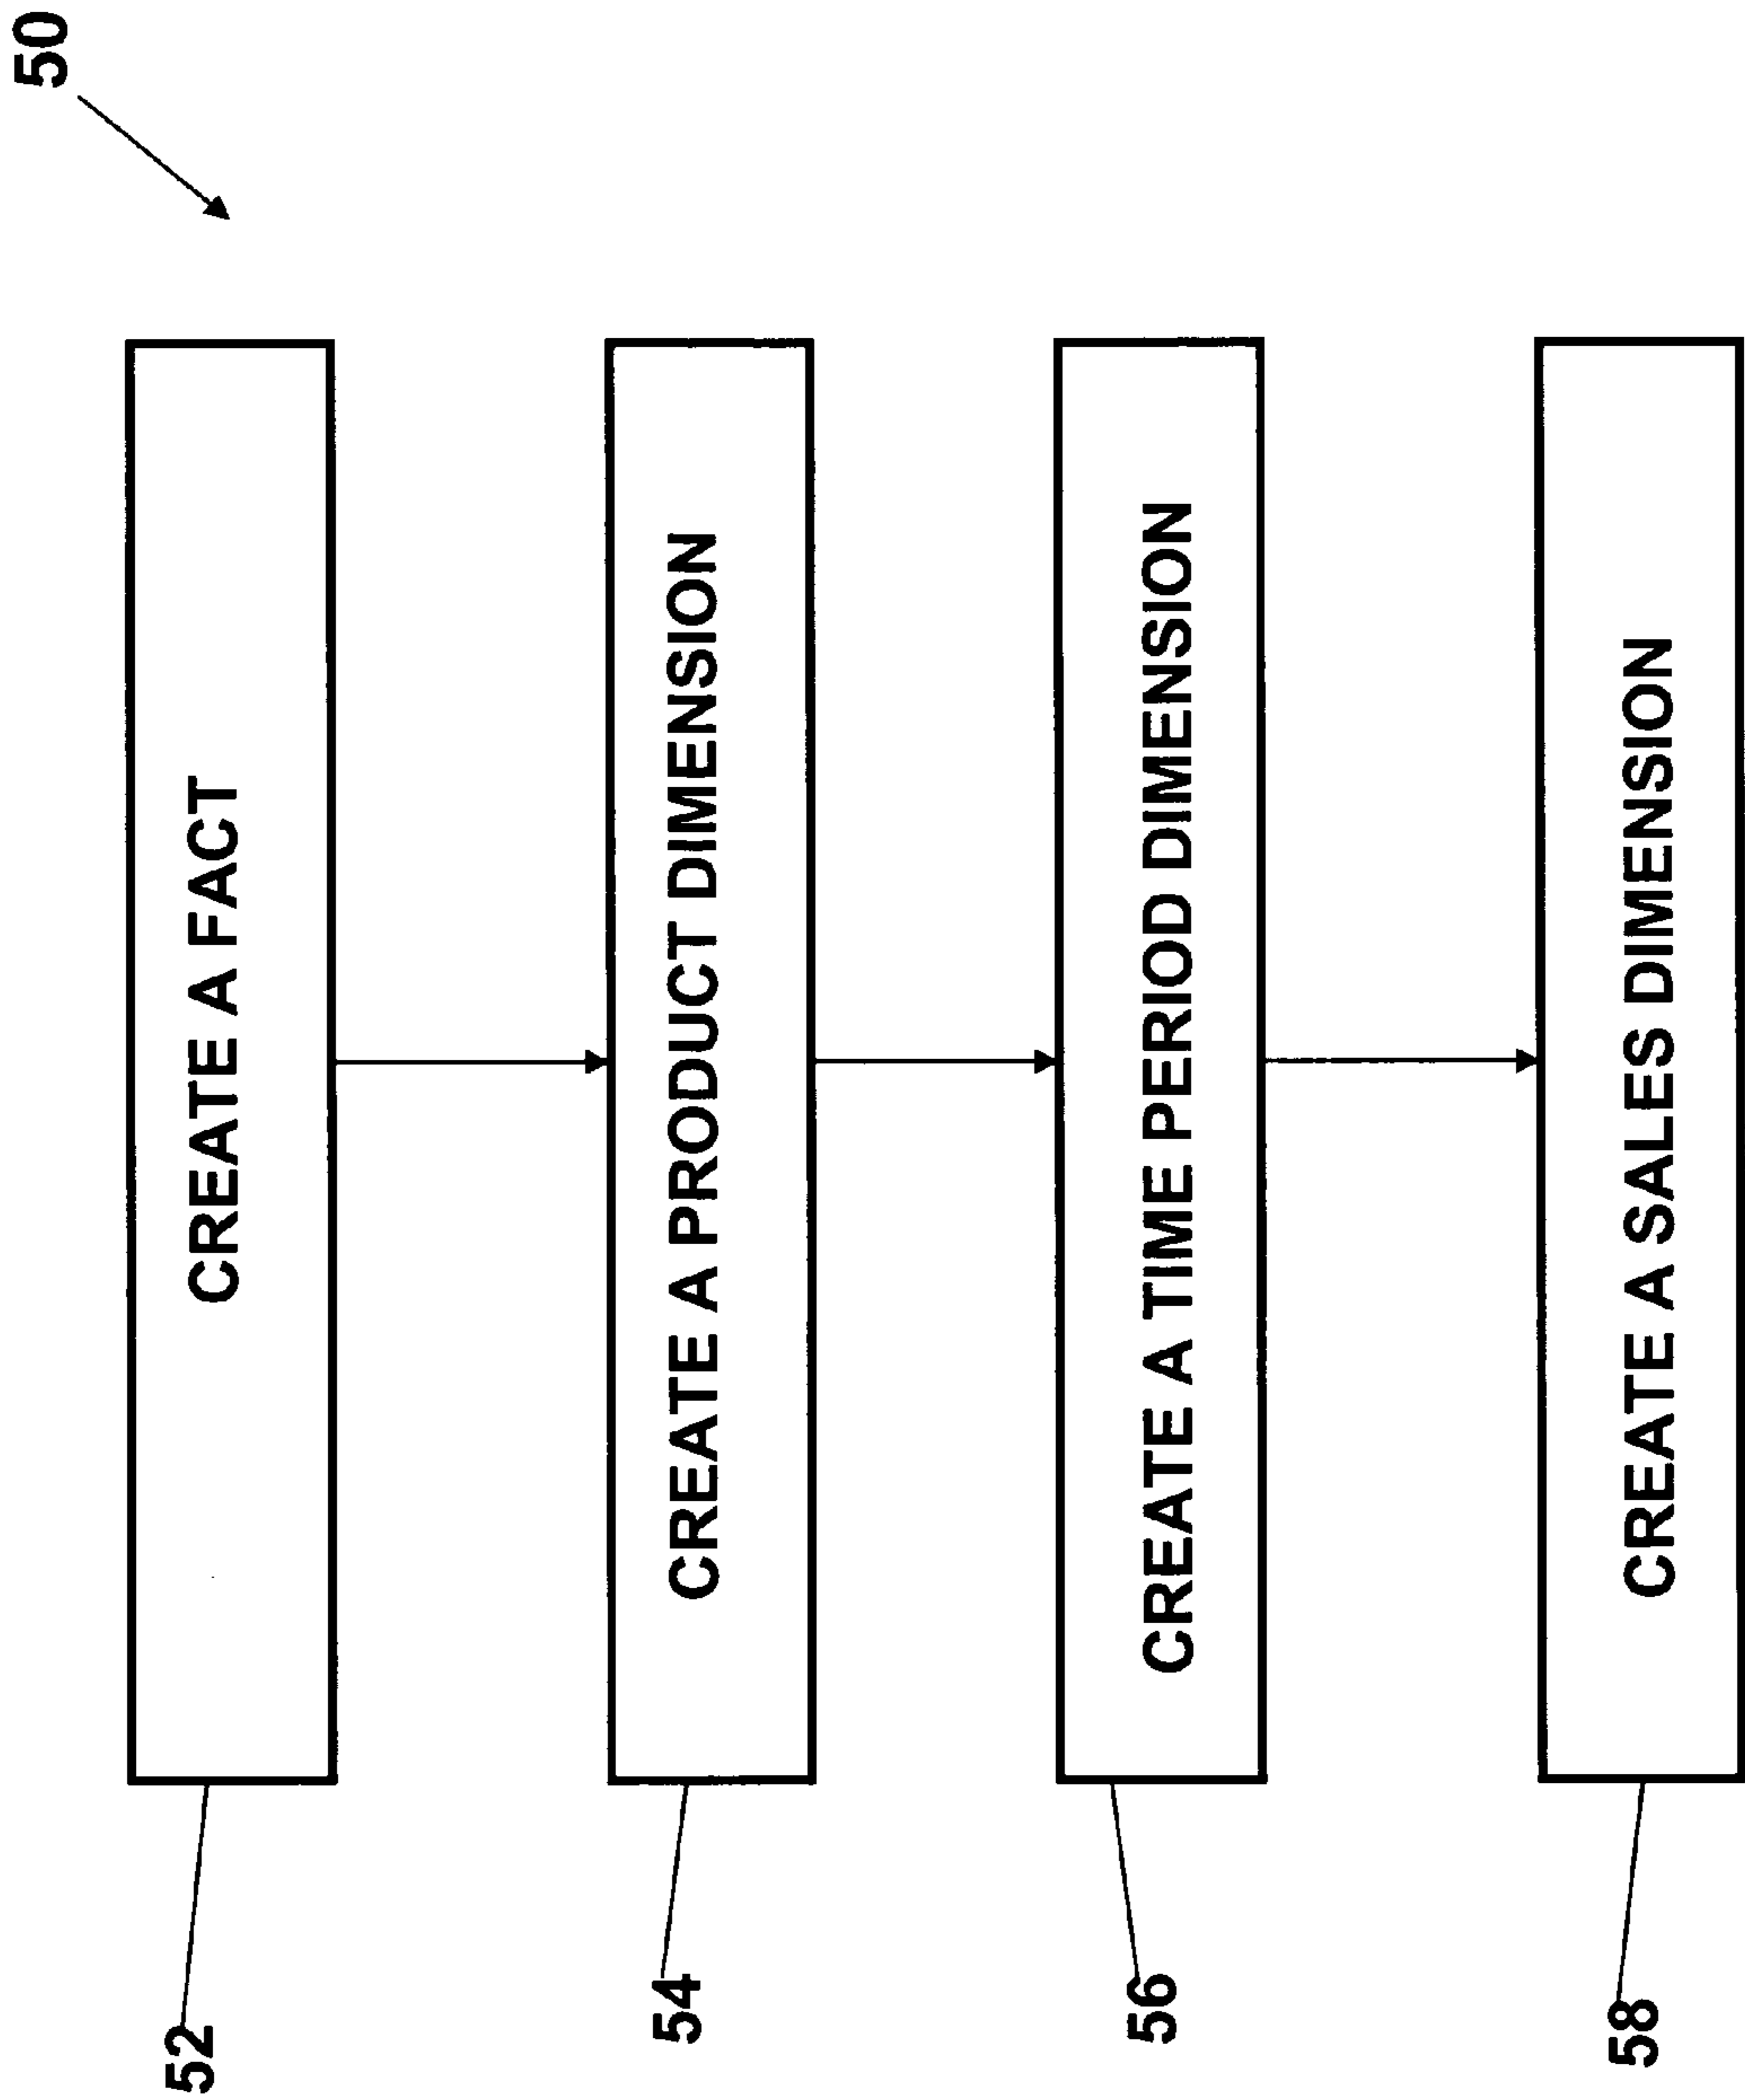 50
52
CREATE A FACT
54
CREATE A PRODUCT DIMENSION
56
CREATE A TIME PERIOD DIMENSION
58
CREATE A SALES DIMENSION